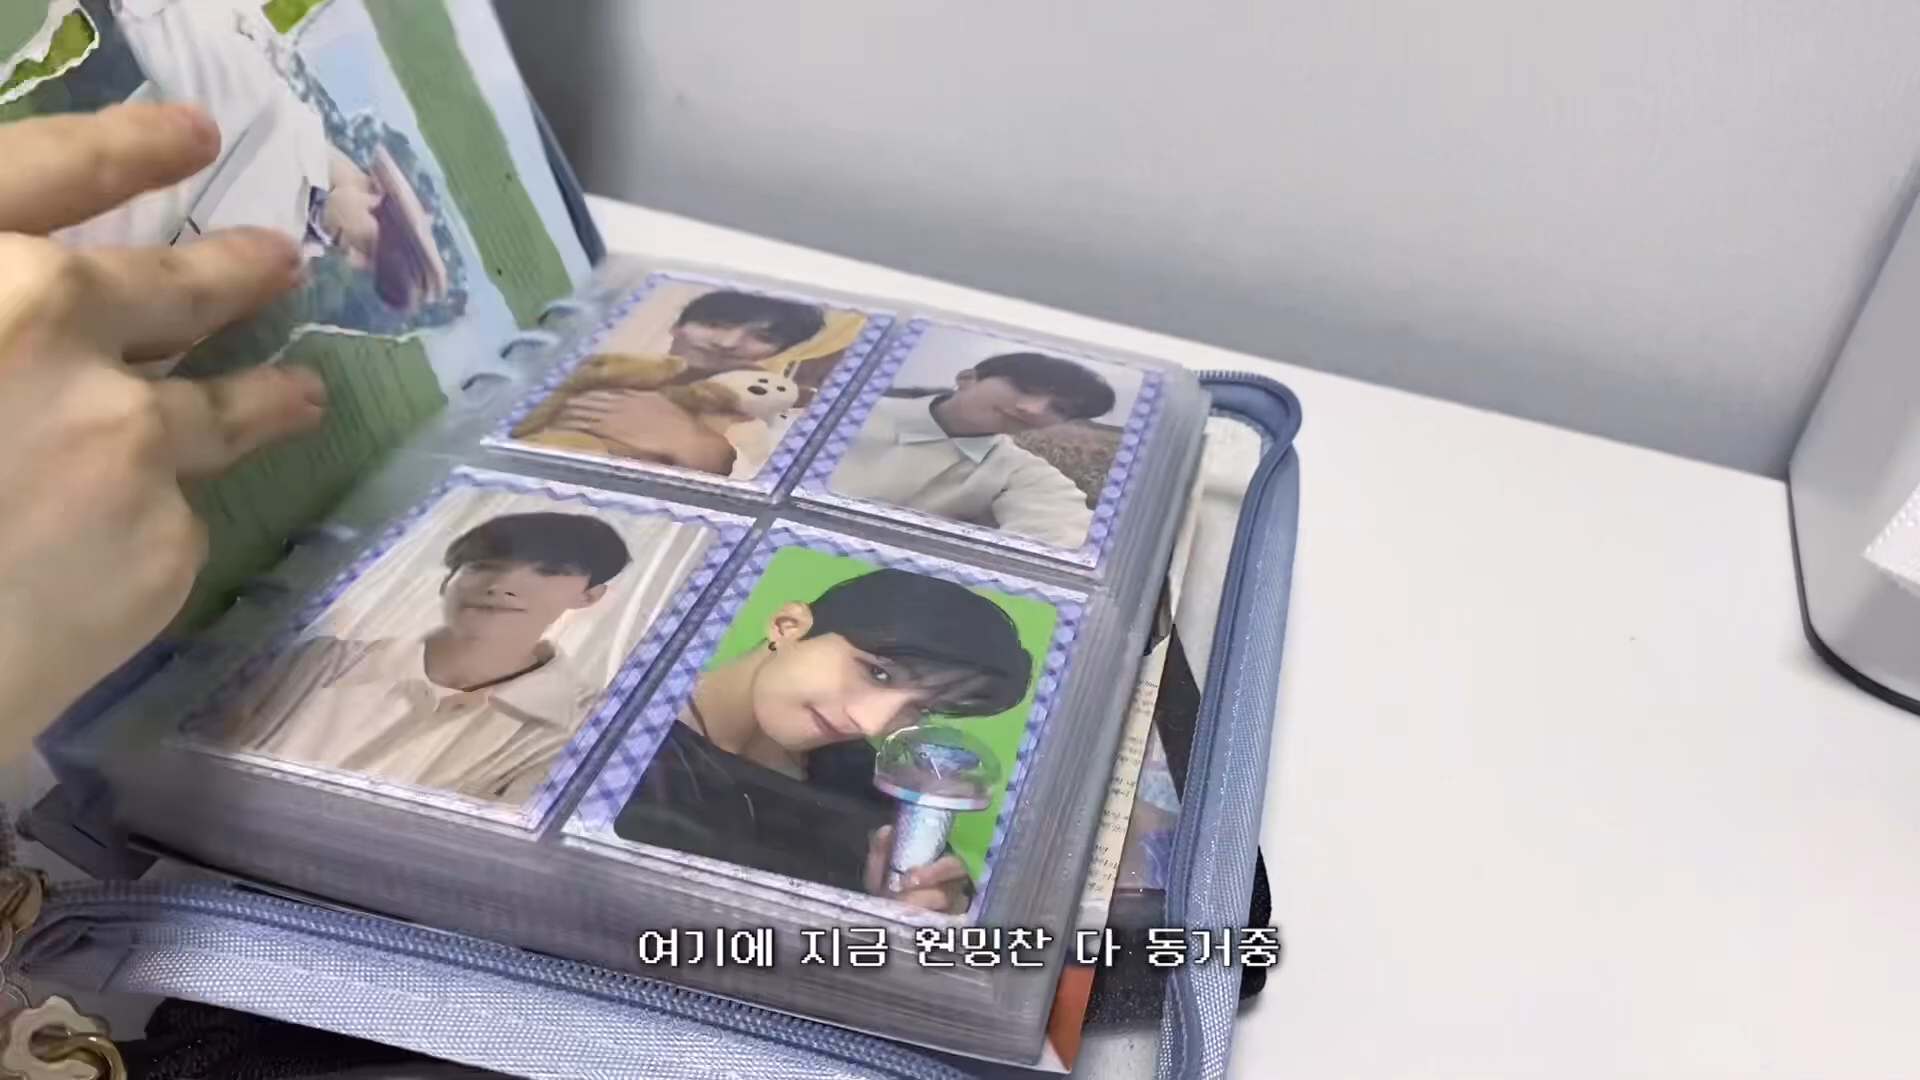 여기에 지금 원밍찬 다 동거중